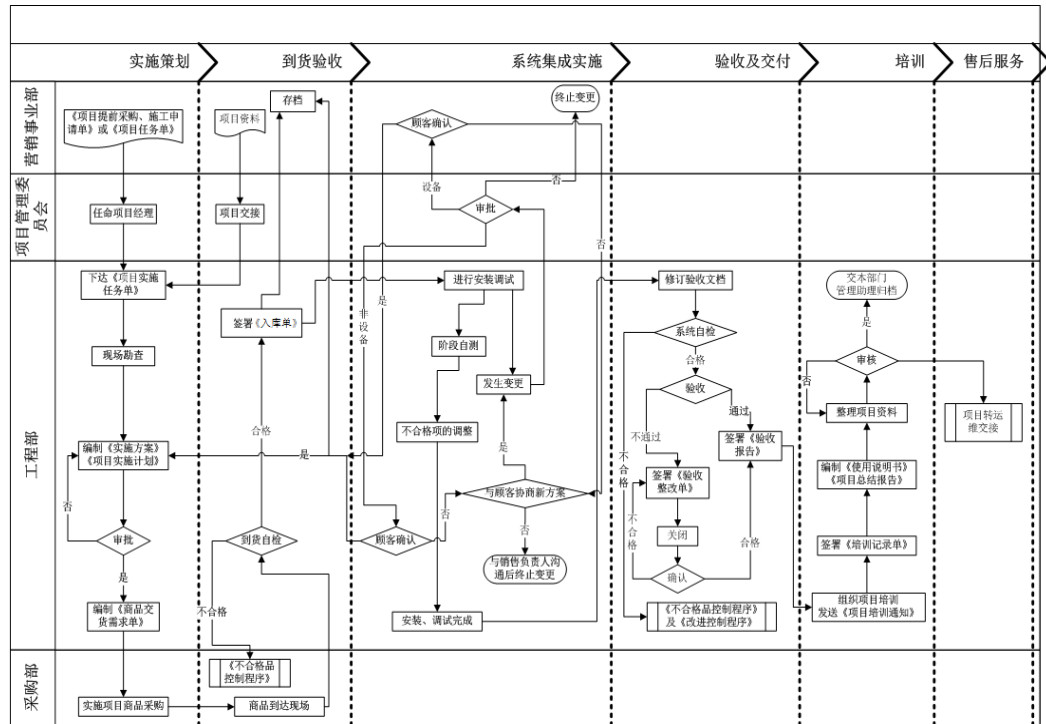 实施策划
到货验收
系统集成实施
验收及交付
培训
售后服务
营销事业部
《项目提前采购、施工申
请单》或《项目任务单》
项目资料
存档
顾客确认
终止变更
设备
否
项目管理委
员会
任命项目经理
项目交接
审批
否
工程部
下达《项目实施
任务单》
签署《入库单》
是
非
设
备
进行安装调试
修订验收文档
交本部门
管理助理归档
是
现场勘查
阶段自测
发生变更
系统自检
合格
验收
审核
否
整理项目资料
项目转运
维交接
合格
不合格项的调整
是
不通过
通过
签署《验收
报告》
编制《实施方案》
《项目实施计划》
是
不
合
格
编制《使用说明书》
《项目总结报告》
否
与顾客协商新方案
签署《验收
整改单》
审批
到货自检
顾客确认
否
否
不
合
格
关闭
合格
签署《培训记录单》
是
与销售负责人沟
通后终止变更
确认
编制《商品交
货需求单》
不合格
安装、调试完成
《不合格品控制程序》
及《改进控制程序》
组织项目培训
发送《项目培训通知》
采购部
《不合格品
控制程序》
实施项目商品采购
商品到达现场